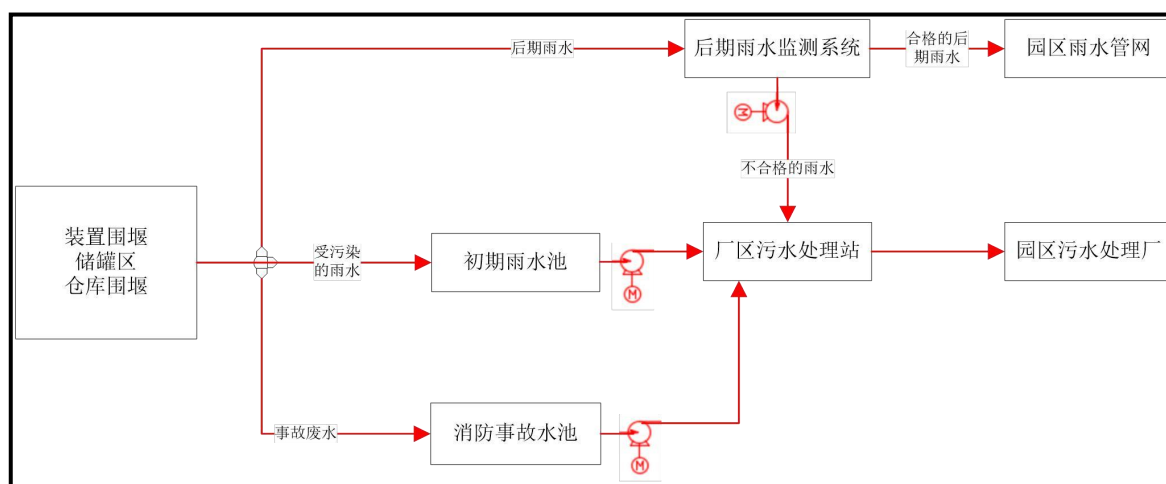 后期雨水
后期雨水监测系统
合格的后
期雨水
园区雨水管网
M
不合格的雨水
装置围堰
储罐区
仓库围堰
受污染
的雨水
初期雨水池
M
厂区污水处理站
园区污水处理厂
事故废水
消防事故水池
M